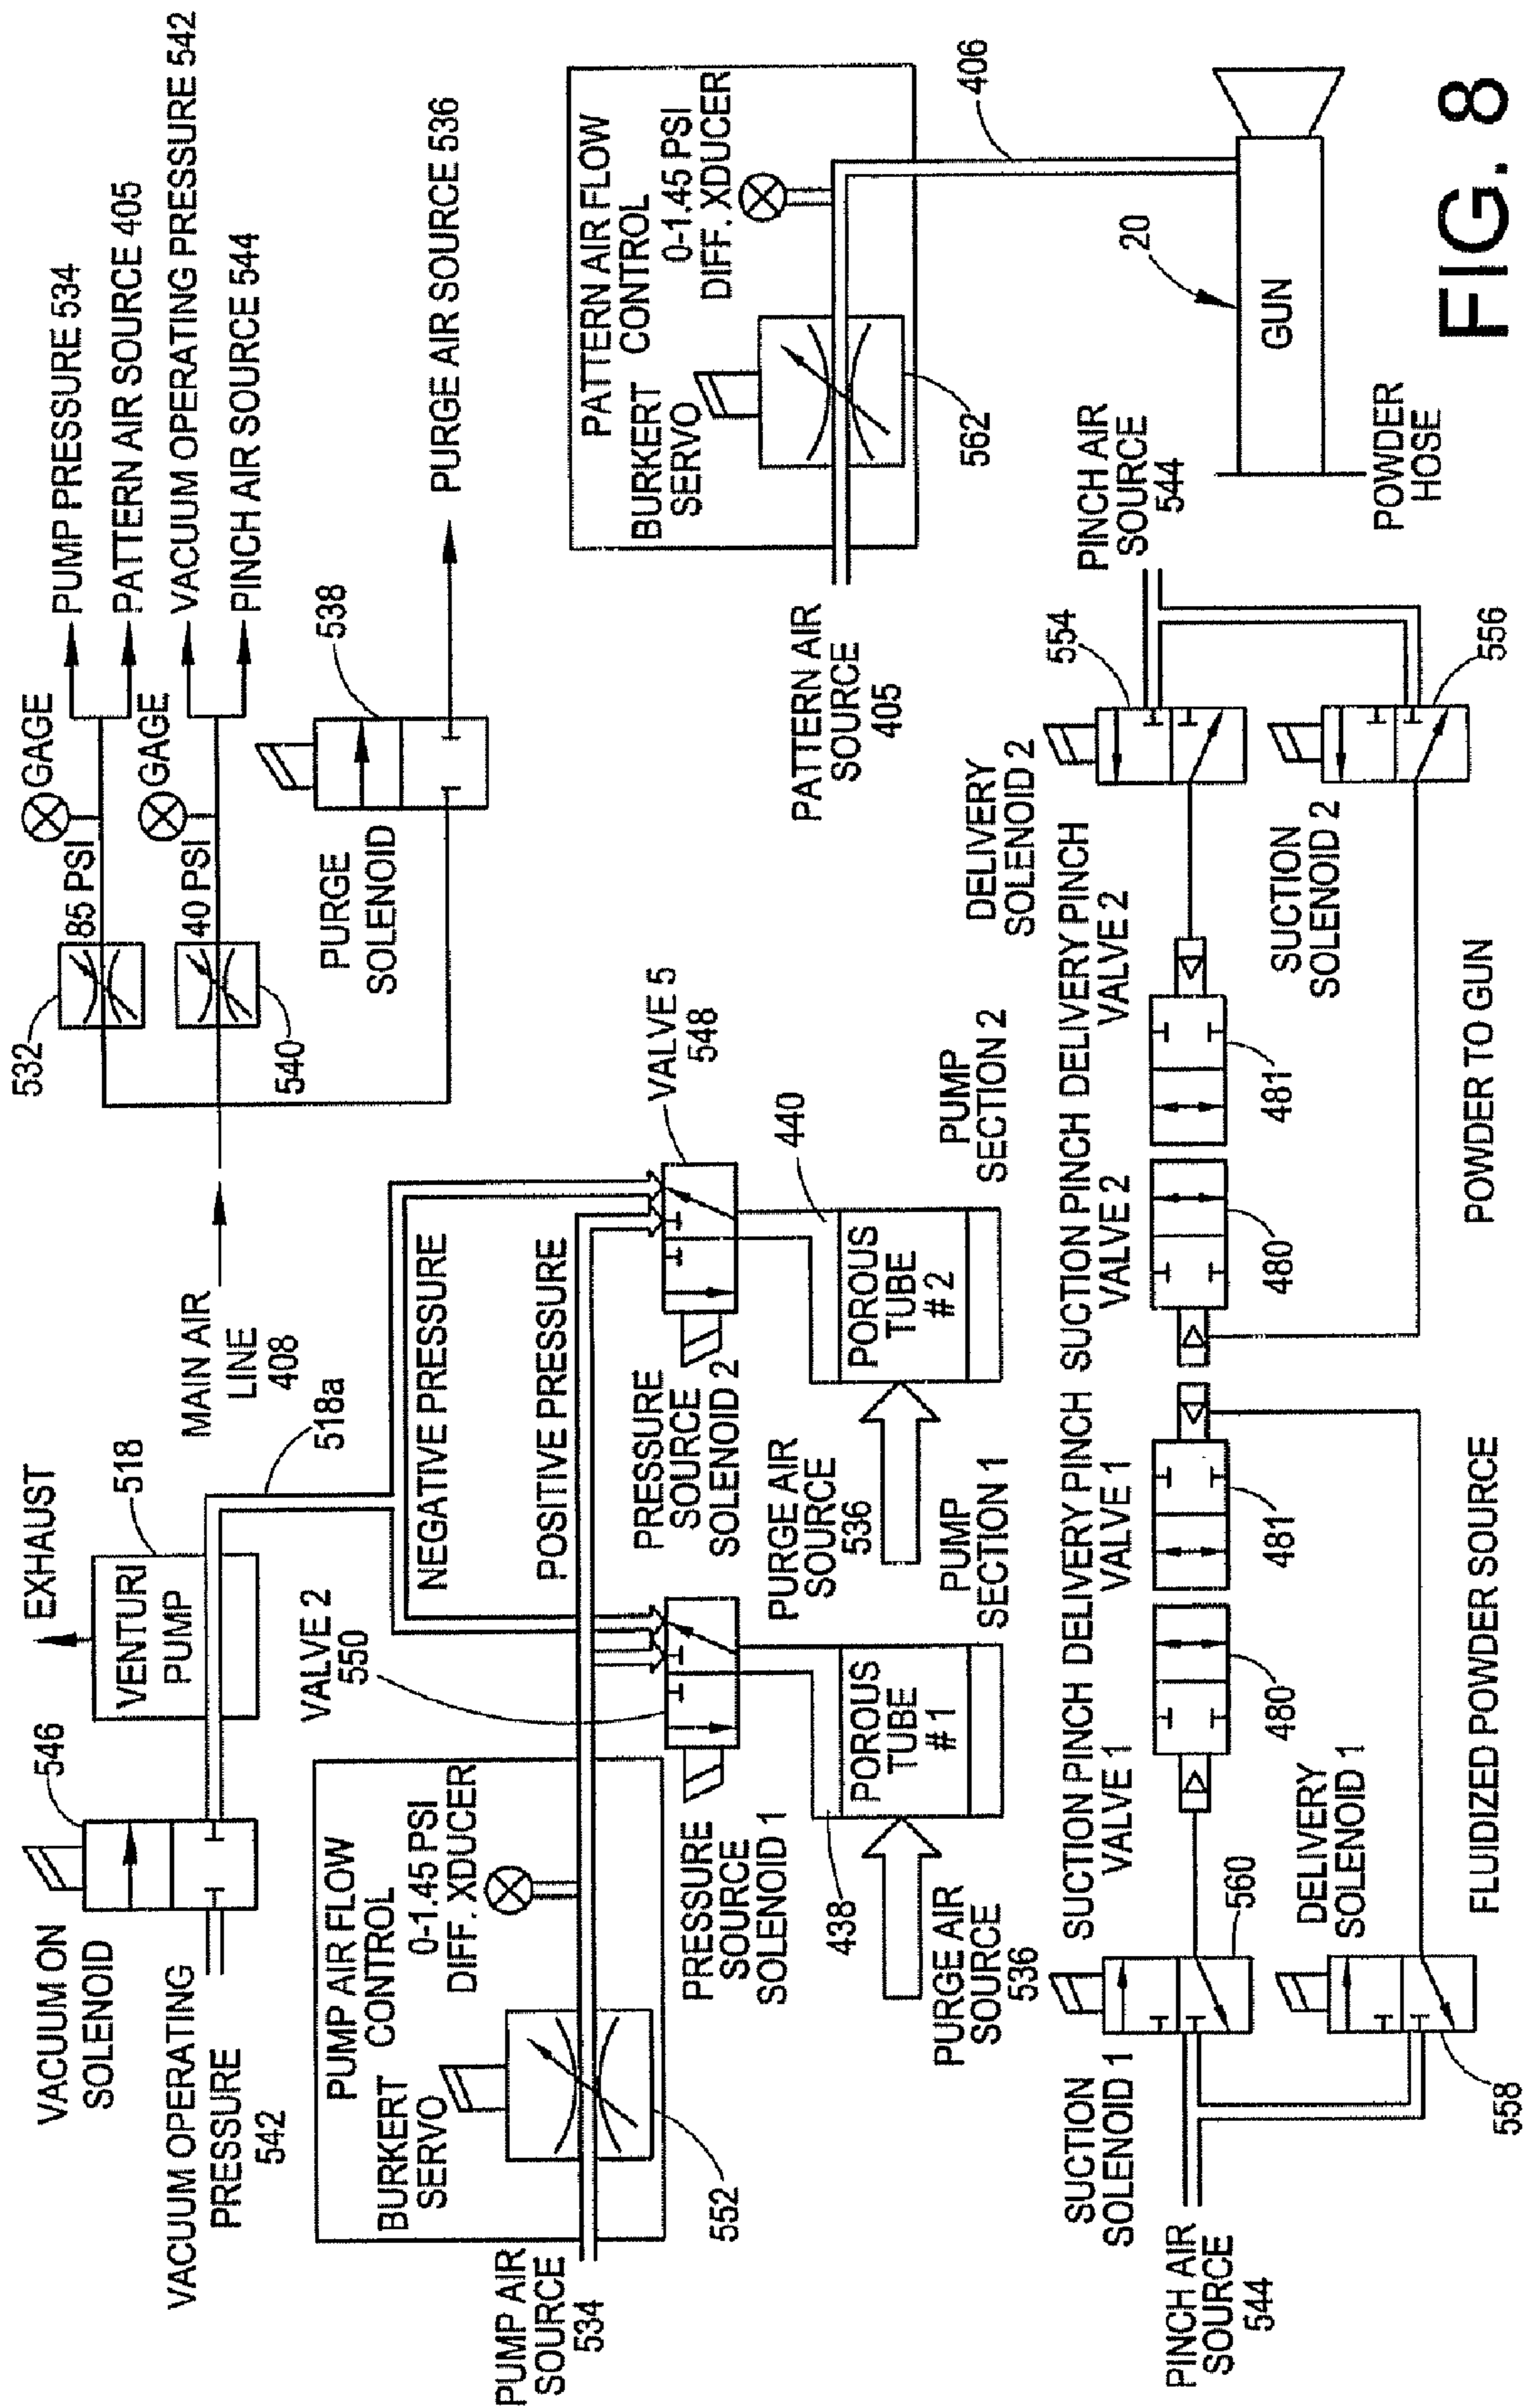 VACUUM ON
SOLENOID
546
EXHAUST
518
VENTURI
PUMP
VACUUM OPERATING
PRESSURE
542
518a
MAIN AIR
LINE
408
532
85 PSI
GAGE
PUMP PRESSURE 534
PATTERN AIR SOURCE 405
540
40 PSI
GAGE
VACUUM OPERATING PRESSURE 542
PINCH AIR SOURCE 544
PURGE
SOLENOID
538
PURGE AIR SOURCE 536
PUMP AIR FLOW
CONTROL
BURKERT
SERVO
0-1.45 PSI
DIFF. XDUCER
552
PUMP AIR
SOURCE
534
VALVE 2
550
NEGATIVE PRESSURE
POSITIVE PRESSURE
VALVE 5
548
PRESSURE
SOURCE
SOLENOID 1
PRESSURE
SOURCE
SOLENOID 2
438
POROUS
TUBE
#1
440
POROUS
TUBE
#2
PURGE AIR
SOURCE
536
PURGE AIR
SOURCE
536
PUMP
SECTION 1
PUMP
SECTION 2
PATTERN AIR FLOW
CONTROL
BURKERT
SERVO
0-1.45 PSI
DIFF. XDUCER
562
PATTERN AIR
SOURCE
405
406
20
GUN
POWDER
HOSE
SUCTION
SOLENOID 1
PINCH AIR
SOURCE
544
560
558
DELIVERY
SOLENOID 1
SUCTION PINCH
VALVE 1
480
DELIVERY PINCH
VALVE 1
481
SUCTION PINCH
VALVE 2
480
DELIVERY PINCH
VALVE 2
481
DELIVERY
SOLENOID 2
554
PINCH AIR
SOURCE
544
SUCTION
SOLENOID 2
556
FLUIDIZED POWDER SOURCE
POWDER TO GUN
FIG. 8